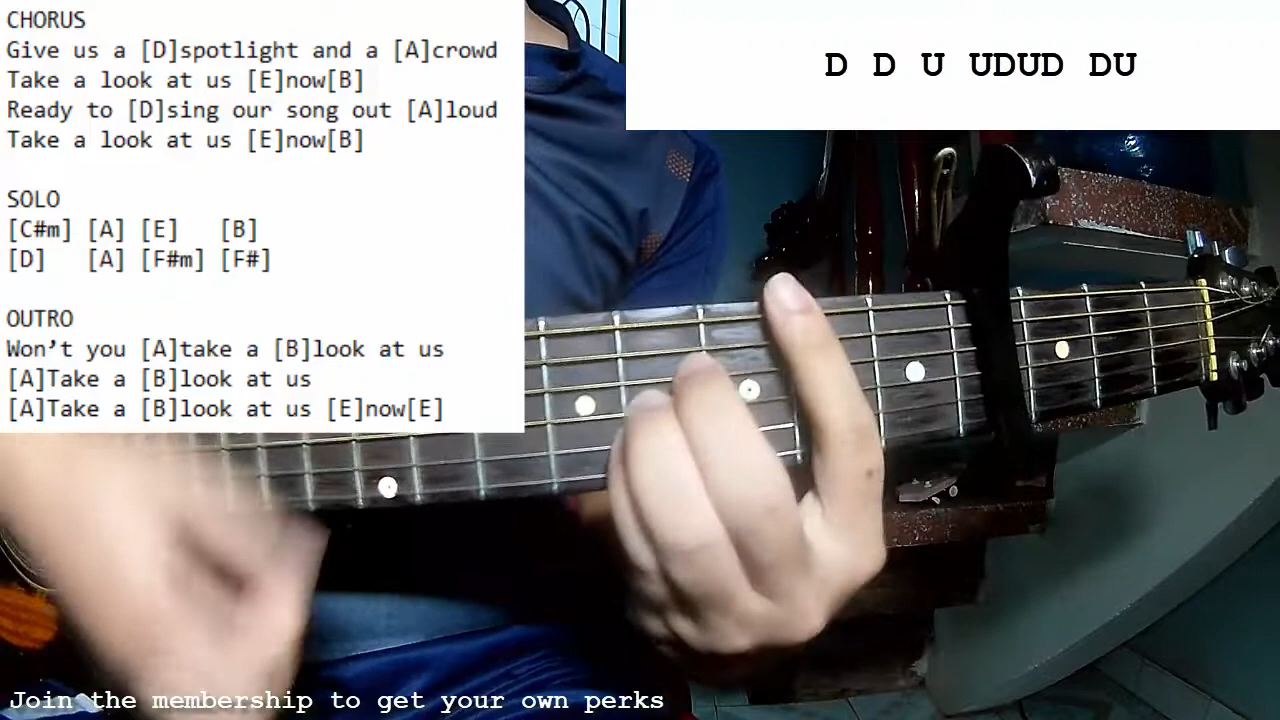 CHORUS
Give us a [D]spotlight and a [A]crowd
Take a look at us [E]now[B]
Ready to [D]sing our song out [A]loud
Take a look at us [E]now[B]
SOLO
[C#m] [A] [E] [B]
[D] [A] [F#m] [F#]
OUTRO
Won’t you [A]take a [B]look at us
[A]Take a [B]look at us
[A]Take a [B]look at us [E]now[E]
D D U UDUD DU
Join the membership to get your own perks